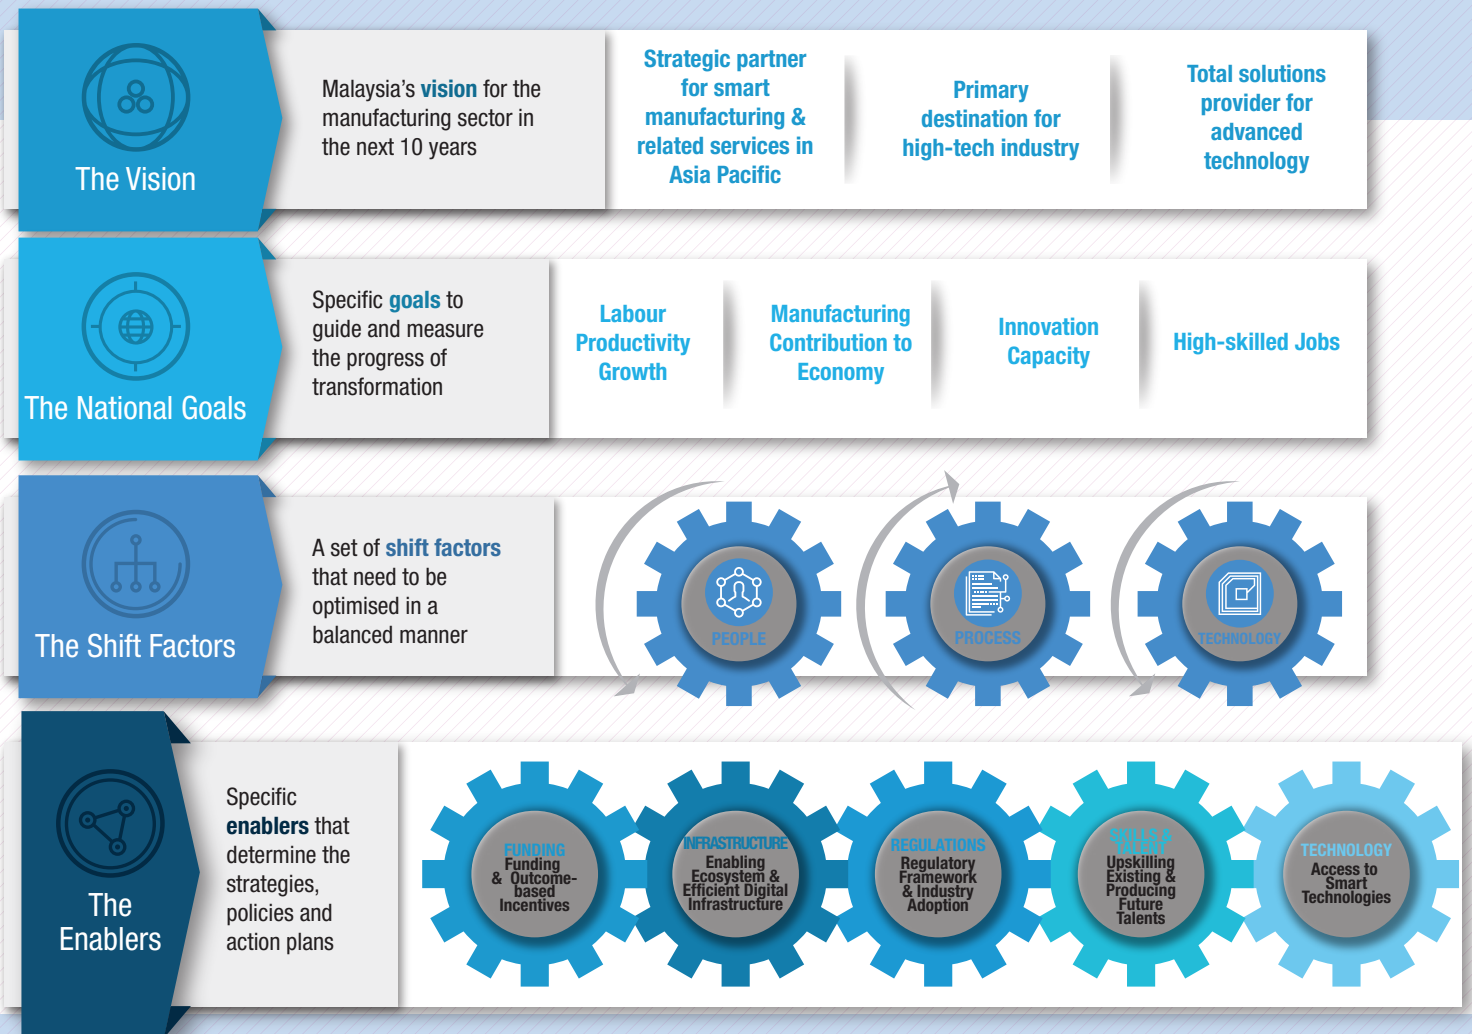 The Vision
Malaysia's vision for the
manufacturing sector in
the next 10 years
Strategic partner
for smart
manufacturing &
related services in
Asia Pacific
Primary
destination for
high-tech industry
Total solutions
provider for
advanced
technology
The National Goals
Specific goals to
guide and measure
the progress of
transformation
Labour
Productivity
Growth
Manufacturing
Contribution to
Economy
Innovation
Capacity
High-skilled Jobs
The Shift Factors
A set of shift factors
that need to be
optimised in a
balanced manner
PEOPLE
PROCESS
TECHNOLOGY
The
Enablers
Specific
enablers that
determine the
strategies,
policies and
action plans
FUNDING
Funding
& Outcome-
based
Incentives
INFRASTRUCTURE
Enabling
Ecosystem &
Efficient Digital
Infrastructure
REGULATIONS
Regulatory
Framework
& Industry
Adoption
SKILLS &
TALENT
Upskilling
Existing &
Producing
Future
Talents
TECHNOLOGY
Access to
Smart
Technologies